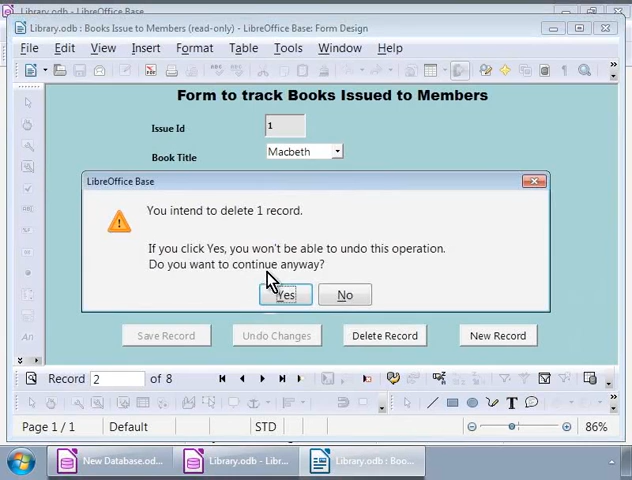 Library.odb : Books Issue to Members (read-only) - LibreOffice Base: Form Design
File Edit View Insert Format Table Tools Window Help
Form to track Books Issued to Members
Issue Id 1
Book Title Macbeth
LibreOffice Base
You intend to delete 1 record.
If you click Yes, you won't be able to undo this operation.
Do you want to continue anyway?
Yes No
Save Record Undo Changes Delete Record New Record
Record 2 of 8
Page 1 / 1 Default STD 86%
New Database.od... Library.odb - Libr... Library.odb : Boo...